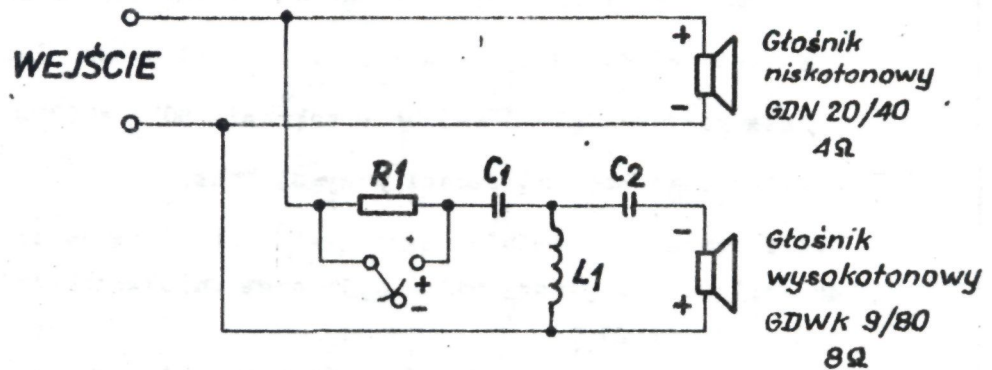 WEJŚCIE
+
-
Głośnik
niskotonowy
GDN 20/40
4Ω
R1
C1
C2
L1
+
-
-
+
Głośnik
wysokotonowy
GDWK 9/80
8Ω